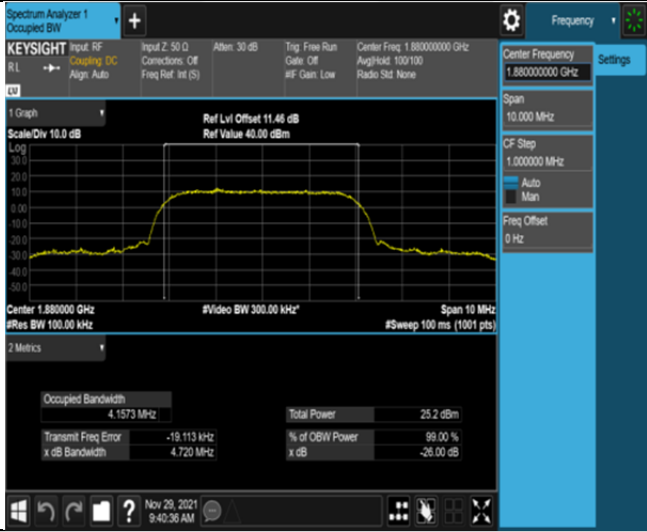 Spectrum Analyzer 1
Occupied BW
+
Frequency
KEYSIGHT
RL
Input: RF
Coupling: DC
Align: Auto
Input Z: 50 Ω
Corrections: Off
Freq Ref: Int (S)
Atten: 30 dB
Trig: Free Run
Gate: Off
#IF Gain: Low
Center Freq: 1.880000000 GHz
Avg|Hold: 100/100
Radio Std: None
LV
Center Frequency
1.880000000 GHz
Settings
Span
10.000 MHz
CF Step
1.000000 MHz
Auto
Man
Freq Offset
0 Hz
1 Graph
Scale/Div 10.0 dB
Ref Lvl Offset 11.46 dB
Ref Value 40.00 dBm
Log
30.0
20.0
10.0
0.00
-10.0
-20.0
-30.0
-40.0
-50.0
Center 1.880000 GHz
#Video BW 300.00 kHz*
Span 10 MHz
#Res BW 100.00 kHz
#Sweep 100 ms (1001 pts)
2 Metrics
Occupied Bandwidth
4.1573 MHz
Total Power 25.2 dBm
Transmit Freq Error -19.113 kHz
% of OBW Power 99.00 %
x dB Bandwidth 4.720 MHz
x dB -26.00 dB
?
Nov 29, 2021
9:40:36 AM